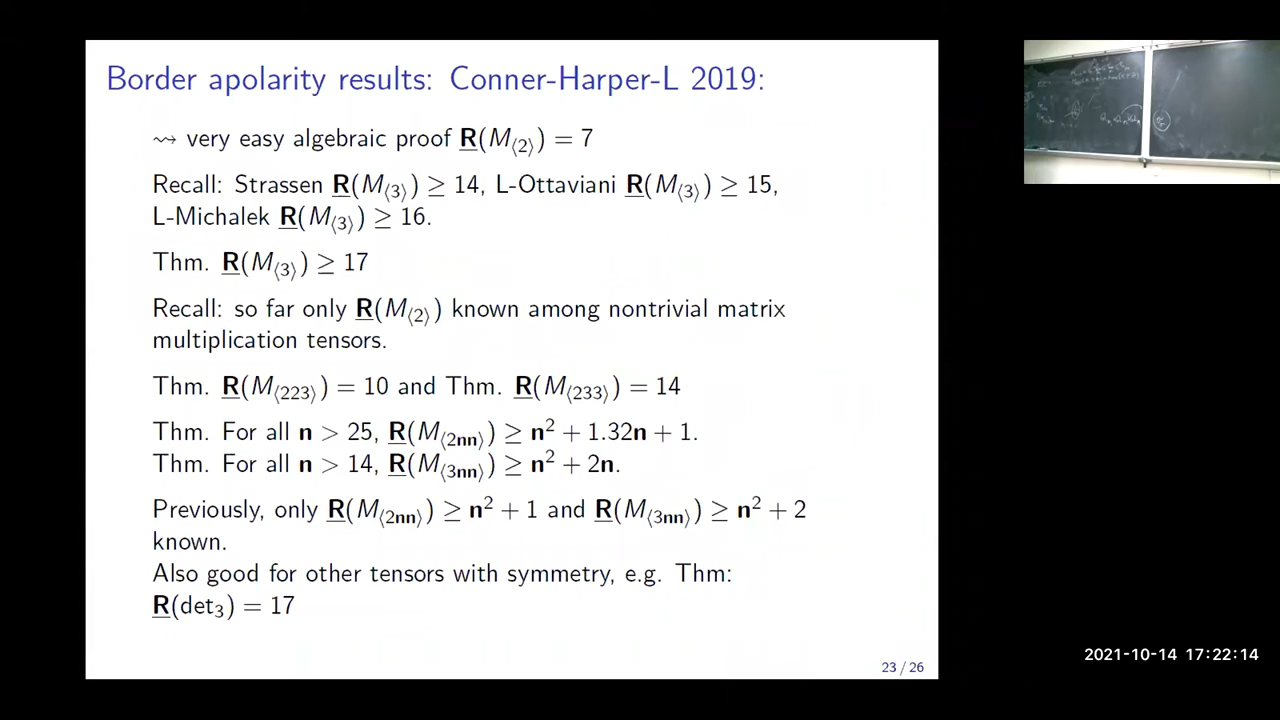 Border apolarity results: Conner-Harper-L 2019:
⇝ very easy algebraic proof R̲(M⟨2⟩) = 7
Recall: Strassen R̲(M⟨3⟩) ≥ 14, L-Ottaviani R̲(M⟨3⟩) ≥ 15,
L-Michalek R̲(M⟨3⟩) ≥ 16.
Thm. R̲(M⟨3⟩) ≥ 17
Recall: so far only R̲(M⟨2⟩) known among nontrivial matrix
multiplication tensors.
Thm. R̲(M⟨223⟩) = 10 and Thm. R̲(M⟨233⟩) = 14
Thm. For all n > 25, R̲(M⟨2nn⟩) ≥ n² + 1.32n + 1.
Thm. For all n > 14, R̲(M⟨3nn⟩) ≥ n² + 2n.
Previously, only R̲(M⟨2nn⟩) ≥ n² + 1 and R̲(M⟨3nn⟩) ≥ n² + 2
known.
Also good for other tensors with symmetry, e.g. Thm:
R̲(det₃) = 17
23 / 26
2021-10-14 17:22:14